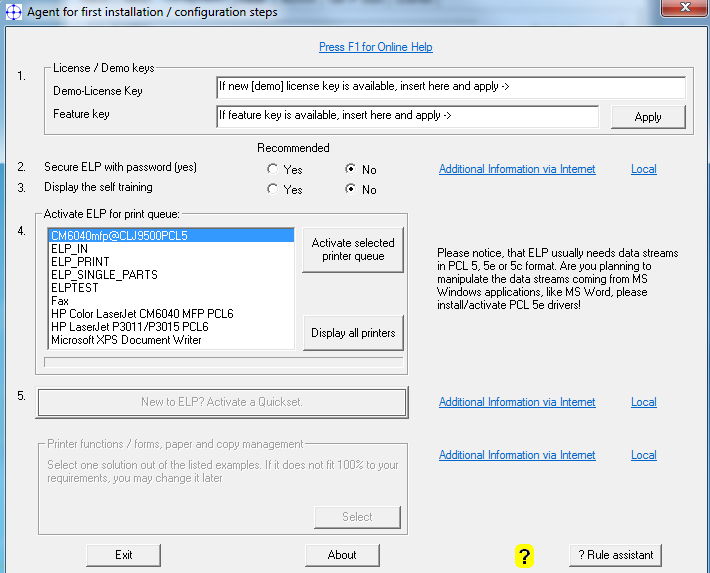 Agent for first installation / configuration steps
Press F1 for Online Help
1.
License / Demo keys
Demo-License Key
If new [demo] license key is available, insert here and apply ->
Feature key
If feature key is available, insert here and apply ->
Apply
Recommended
2. Secure ELP with password (yes) Yes No Additional Information via Internet Local
3. Display the self training Yes No
4. Activate ELP for print queue:
CM6040mfp@CLJ9500PCL5
ELP_IN
ELP_PRINT
ELP_SINGLE_PARTS
ELPTEST
Fax
HP Color LaserJet CM6040 MFP PCL6
HP LaserJet P3011/P3015 PCL6
Microsoft XPS Document Writer
Activate selected
printer queue
Display all printers
Please notice, that ELP usually needs data streams
in PCL 5, 5e or 5c format. Are you planning to
manipulate the data streams coming from MS
Windows applications, like MS Word, please
install/activate PCL 5e drivers!
5. New to ELP? Activate a Quickset. Additional Information via Internet Local
Printer functions / forms, paper and copy management
Select one solution out of the listed examples. If it does not fit 100% to your
requirements, you may change it later
Select
Additional Information via Internet Local
Exit About ? ? Rule assistant